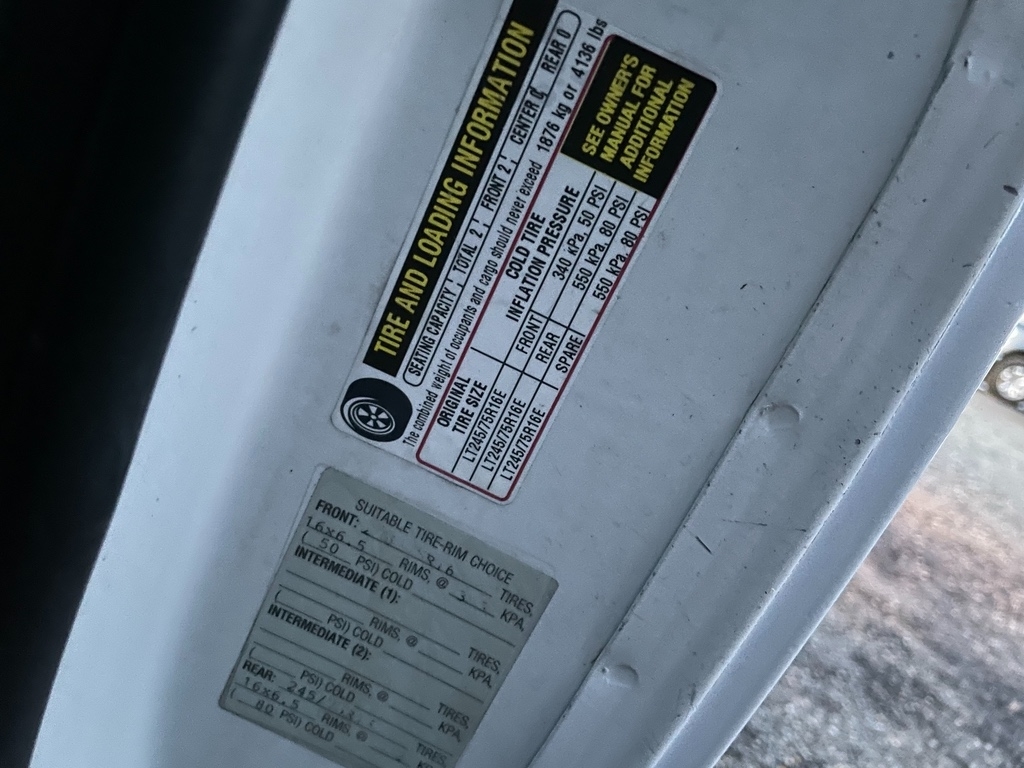 TIRE AND LOADING INFORMATION
SEATING CAPACITY TOTAL 2 FRONT 2 CENTER 0 REAR 0
The combined weight of occupants and cargo should never exceed 1876 kg or 4136 lbs
ORIGINAL TIRE SIZE COLD TIRE INFLATION PRESSURE
LT245/75R16E FRONT 340 kPa, 50 PSI
LT245/75R16E REAR 550 kPa, 80 PSI
LT245/75R16E SPARE 550 kPa, 80 PSI
SEE OWNER'S
MANUAL FOR
ADDITIONAL
INFORMATION
SUITABLE TIRE-RIM CHOICE
FRONT: TIRES,
16x6.5 RIMS, @ KPA,
( 50 PSI) COLD
INTERMEDIATE (1):
TIRES,
RIMS, @ KPA,
( PSI) COLD
INTERMEDIATE (2):
TIRES,
RIMS, @ KPA,
( PSI) COLD
REAR: 245/ TIRES,
16x6.5 RIMS, @
( 80 PSI) COLD